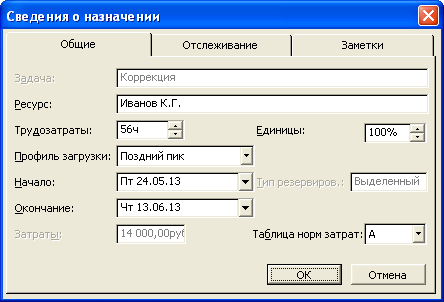 Сведения о назначении
Общие Отслеживание Заметки
Задача: Коррекция
Ресурс: Иванов К.Г.
Трудозатраты: 56ч Единицы: 100%
Профиль загрузки: Поздний пик
Начало: Пт 24.05.13 Тип резервиров.: Выделенный
Окончание: Чт 13.06.13
Затраты: 14 000,00руб Таблица норм затрат: A
ОК Отмена